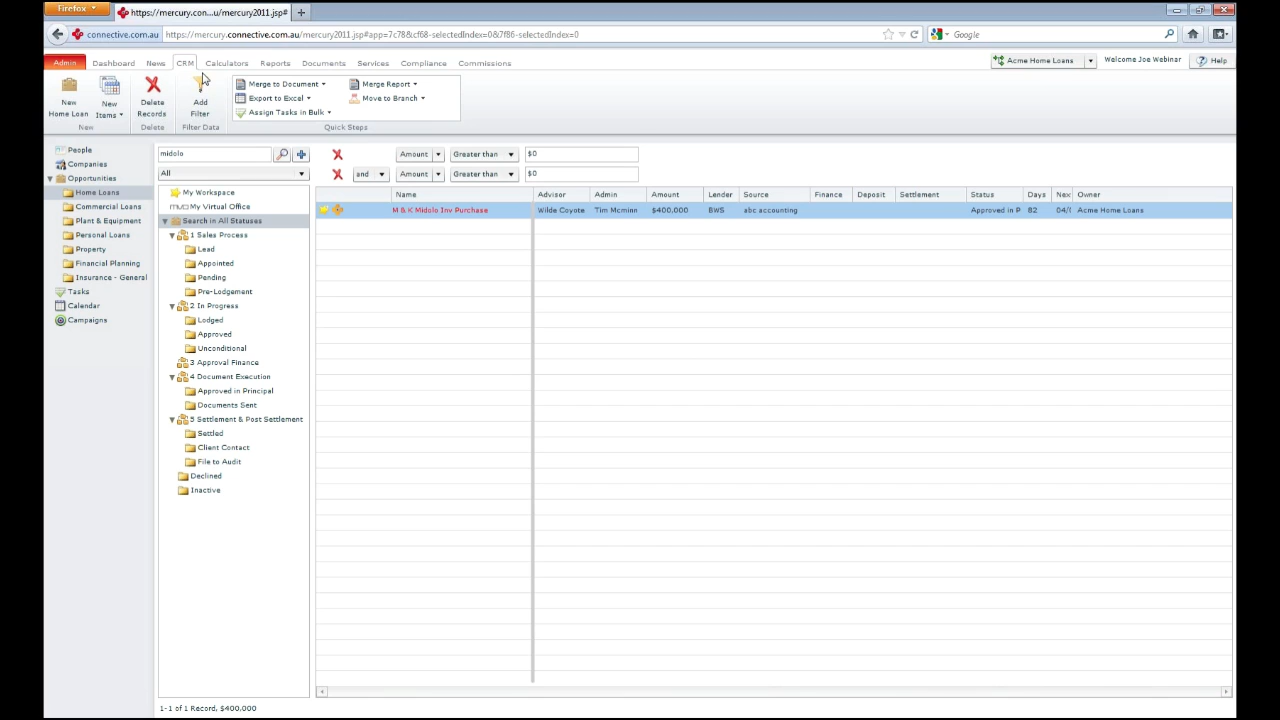 Firefox
https://mercury.con...u/mercury2011.jsp#
connective.com.au
https://mercury.connective.com.au/mercury2011.jsp#app=7c78&cf68-selectedIndex=0&7f86-selectedIndex=0
Google
Admin Dashboard News CRM Calculators Reports Documents Services Compliance Commissions
Acme Home Loans
Welcome Joe Webinar
Help
New Home Loan
New Items
New
Delete Records
Delete
Add Filter
Filter Data
Merge to Document
Export to Excel
Assign Tasks in Bulk
Merge Report
Move to Branch
Quick Steps
People
Companies
Opportunities
Home Loans
Commercial Loans
Plant & Equipment
Personal Loans
Property
Financial Planning
Insurance - General
Tasks
Calendar
Campaigns
midolo
All
My Workspace
My Virtual Office
Search in All Statuses
1 Sales Process
Lead
Appointed
Pending
Pre-Lodgement
2 In Progress
Lodged
Approved
Unconditional
3 Approval Finance
4 Document Execution
Approved in Principal
Documents Sent
5 Settlement & Post Settlement
Settled
Client Contact
File to Audit
Declined
Inactive
Amount Greater than $0
and Amount Greater than $0
Name Advisor Admin Amount Lender Source Finance Deposit Settlement Status Days Nex Owner
M & K Midolo Inv Purchase Wilde Coyote Tim Mcminn $400,000 BWS abc accounting Approved in P 82 04/ Acme Home Loans
1-1 of 1 Record, $400,000